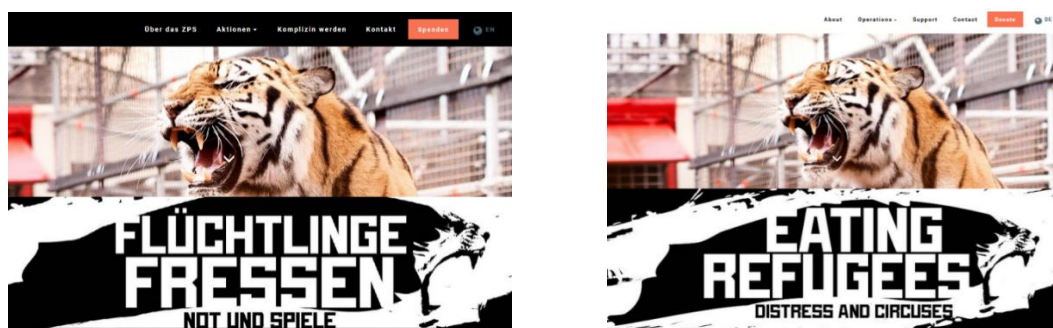 Über das ZPS Aktionen Komplizin werden Kontakt Spenden EN
FLÜCHTLINGE
FRESSEN
NOT UND SPIELE
About Operations Support Contact Donate DE
EATING
REFUGEES
DISTRESS AND CIRCUSES